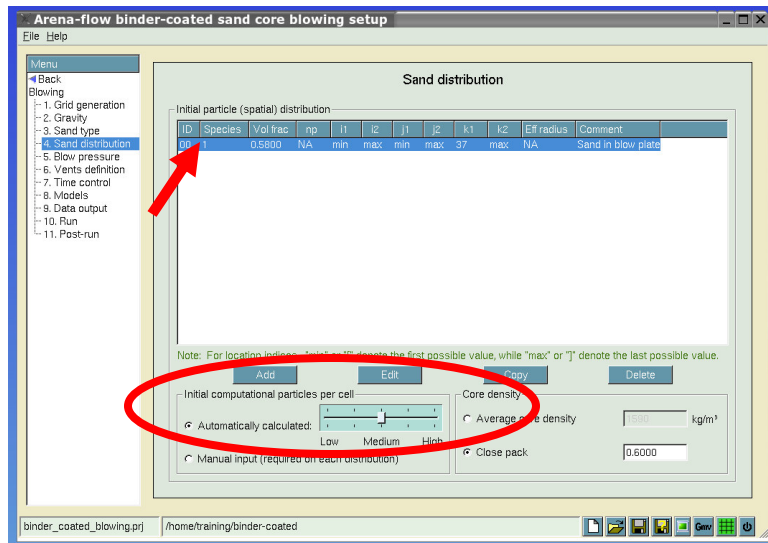 Arena-flow binder-coated sand core blowing setup
File Help
Menu
Back
Blowing
1. Grid generation
2. Gravity
3. Sand type
4. Sand distribution
5. Blow pressure
6. Vents definition
7. Time control
8. Models
9. Data output
10. Run
11. Post-run
Sand distribution
Initial particle (spatial) distribution
ID Species Vol frac np i1 i2 j1 j2 k1 k2 Eff radius Comment
00 1 0.5800 NA min max min max 37 max NA Sand in blow plate
Note: For location indices, "min" or "[" denote the first possible value, while "max" or "]" denote the last possible value.
Add Edit Copy Delete
Initial computational particles per cell
Automatically calculated:
Low Medium High
Manual input (required on each distribution)
Core density
Average core density 1590 kg/m³
Close pack 0.6000
binder_coated_blowing.prj /home/training/binder-coated
Gmv